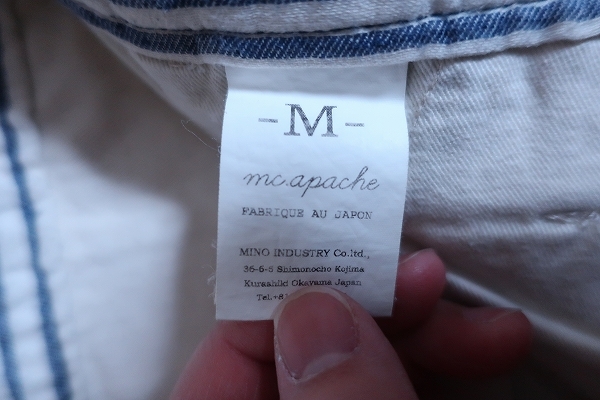 -M-
mc.apache
FABRIQUE AU JAPON
MINO INDUSTRY Co.ltd.,
36-6-5 Shimonocho Kojima
Kurashiki Okayama Japan
Tel.+8